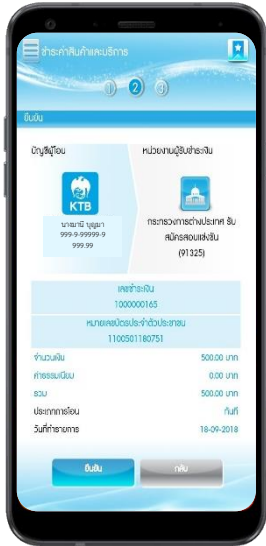 ชำระค่าสินค้าและบริการ
1 2 3
ยืนยัน
บัญชีผู้โอน
หน่วยงานผู้รับชำระเงิน
KTB
นางมานี บุญมา
999-9-99999-9
999.99
กระทรวงการต่างประเทศ รับ
สมัครสอบแข่งขัน
(91325)
เลขชำระเงิน
1000000165
หมายเลขบัตรประจำตัวประชาชน
1100501180751
จำนวนเงิน 500.00 บาท
ค่าธรรมเนียม 0.00 บาท
รวม 500.00 บาท
ประเภทการโอน ทันที
วันที่ทำรายการ 18-09-2018
ยืนยัน กลับ